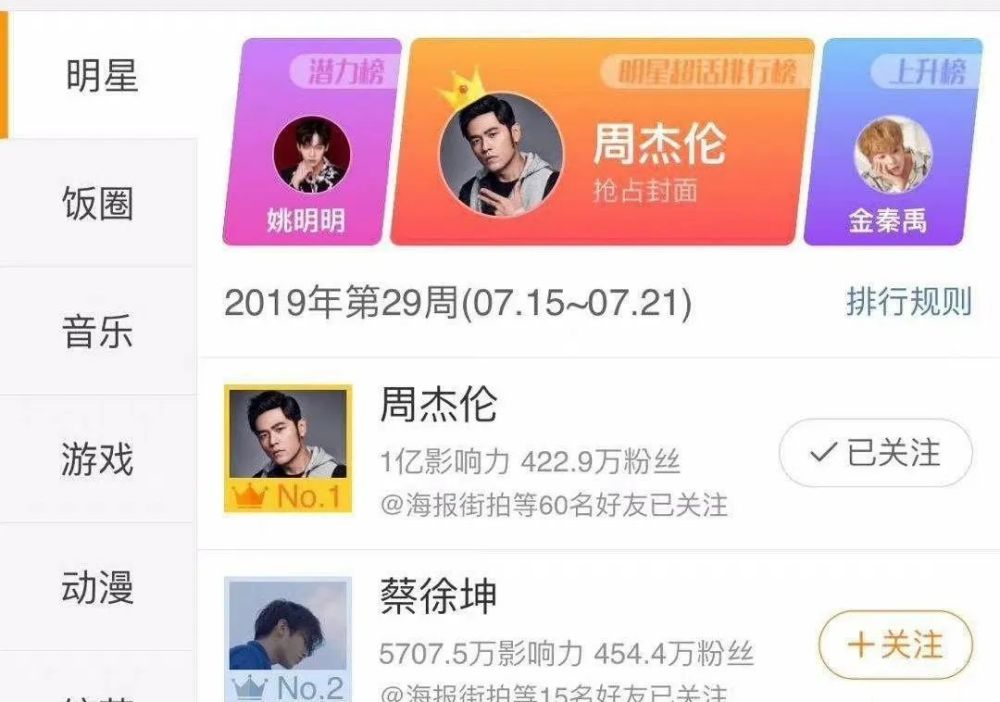 明星
饭圈
音乐
游戏
动漫
潜力榜
姚明明
明星超话排行榜
周杰伦
抢占封面
上升榜
金秦禹
2019年第29周(07.15~07.21)
排行规则
周杰伦
1亿影响力 422.9万粉丝
@海报街拍等60名好友已关注
No.1
已关注
蔡徐坤
5707.5万影响力 454.4万粉丝
@海报街拍等15名好友已关注
No.2
+关注